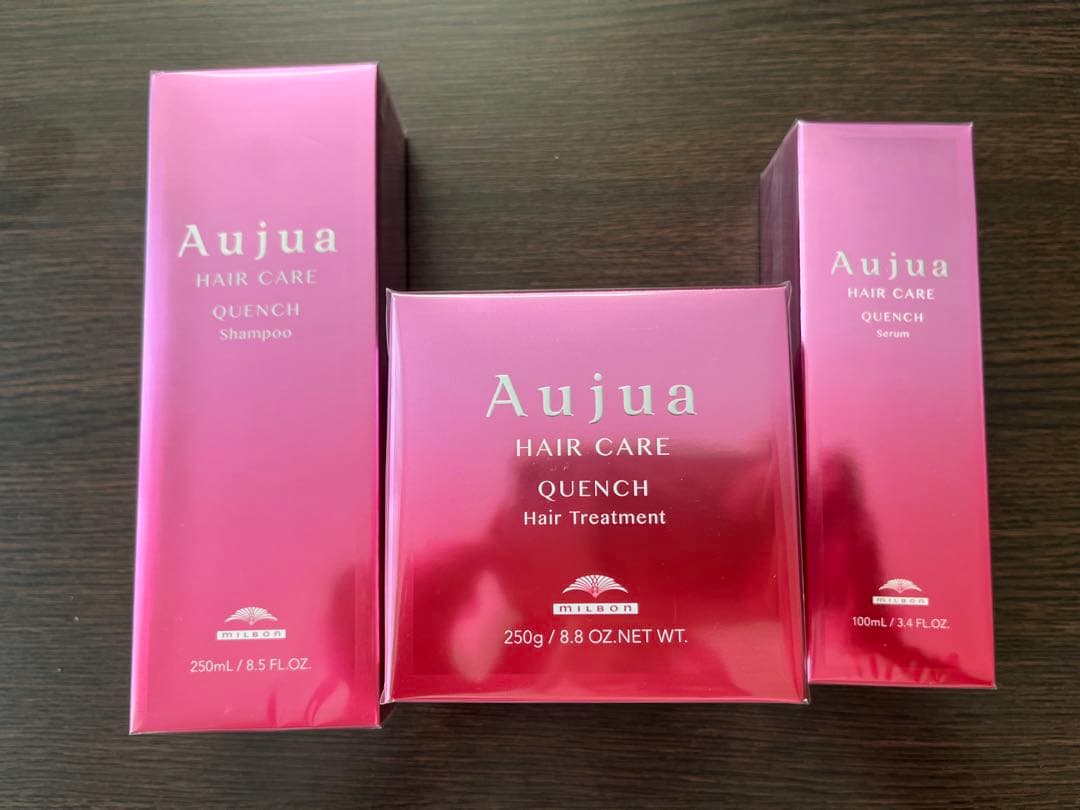 Aujua
HAIR CARE
QUENCH
Shampoo
MILBON
250mL / 8.5 FL.OZ.
Aujua
HAIR CARE
QUENCH
Hair Treatment
MILBON
250g / 8.8 OZ.NET WT.
Aujua
HAIR CARE
QUENCH
Serum
MILBON
100mL / 3.4 FL.OZ.